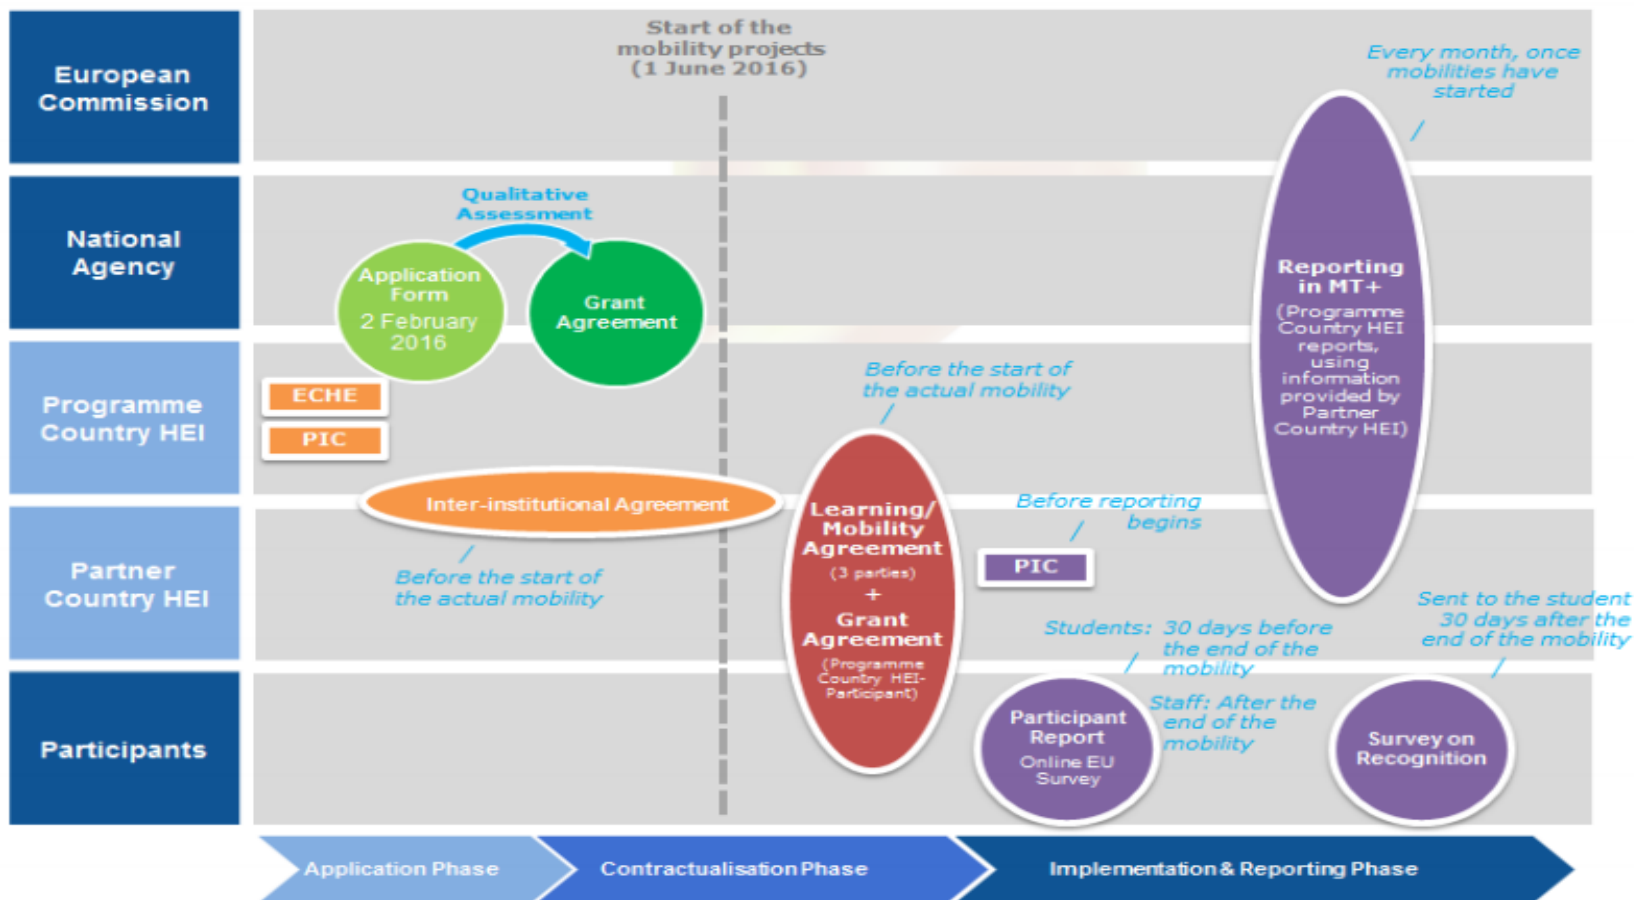 Start of the
mobility projects
(1 June 2016)
Every month, once
mobilities have
started
European
Commission
Qualitative
Assessment
National
Agency
Application
Form
2 February
2016
Grant
Agreement
Reporting
in MT+
(Programme
Country HEI
reports,
using
information
provided by
Partner
Country HEI)
Before the start of
the actual mobility
ECHE
PIC
Programme
Country HEI
Inter-institutional Agreement
Learning/
Mobility
Agreement
(3 parties)
+
Grant
Agreement
(Programme
Country HEI-
Participant)
Before reporting
begins
PIC
Partner
Country HEI
Before the start of
the actual mobility
Sent to the student
30 days after the
end of the mobility
Students: 30 days before
the end of the
mobility
Staff: After the
end of the
mobility
Participants
Participant
Report
Online EU
Survey
Survey on
Recognition
Application Phase
Contractualisation Phase
Implementation & Reporting Phase